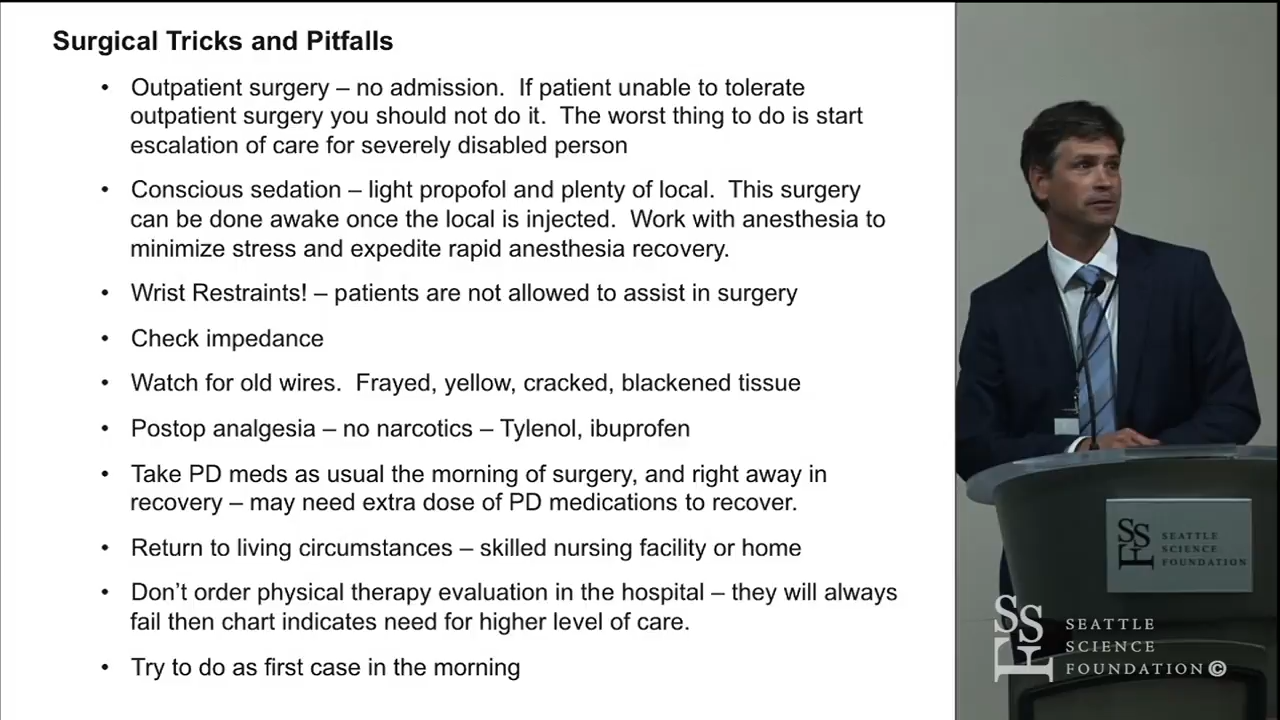 Surgical Tricks and Pitfalls
• Outpatient surgery – no admission.  If patient unable to tolerate
outpatient surgery you should not do it.  The worst thing to do is start
escalation of care for severely disabled person
• Conscious sedation – light propofol and plenty of local.  This surgery
can be done awake once the local is injected.  Work with anesthesia to
minimize stress and expedite rapid anesthesia recovery.
• Wrist Restraints! – patients are not allowed to assist in surgery
• Check impedance
• Watch for old wires.  Frayed, yellow, cracked, blackened tissue
• Postop analgesia – no narcotics – Tylenol, ibuprofen
• Take PD meds as usual the morning of surgery, and right away in
recovery – may need extra dose of PD medications to recover.
• Return to living circumstances – skilled nursing facility or home
• Don’t order physical therapy evaluation in the hospital – they will always
fail then chart indicates need for higher level of care.
• Try to do as first case in the morning
SSF
SEATTLE
SCIENCE
FOUNDATION
SSF
SEATTLE
SCIENCE
FOUNDATION©